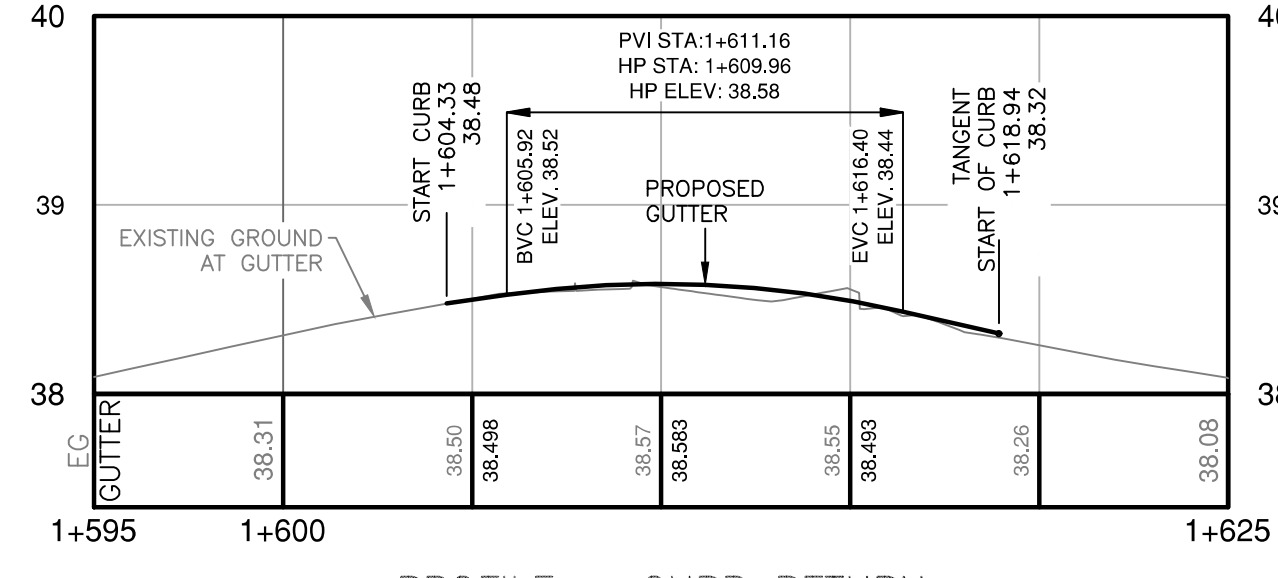 40
40
PVI STA:1+611.16
HP STA: 1+609.96
HP ELEV: 38.58
START CURB
1+604.33
38.48
BVC 1+605.92
ELEV. 38.52
PROPOSED
GUTTER
EVC 1+616.40
ELEV. 38.44
TANGENT
START OF CURB
1+618.94
38.32
39
39
EXISTING GROUND
AT GUTTER
38
38
EG
GUTTER
38.31
38.50
38.498
38.57
38.583
38.55
38.493
38.26
38.08
1+595
1+600
1+625